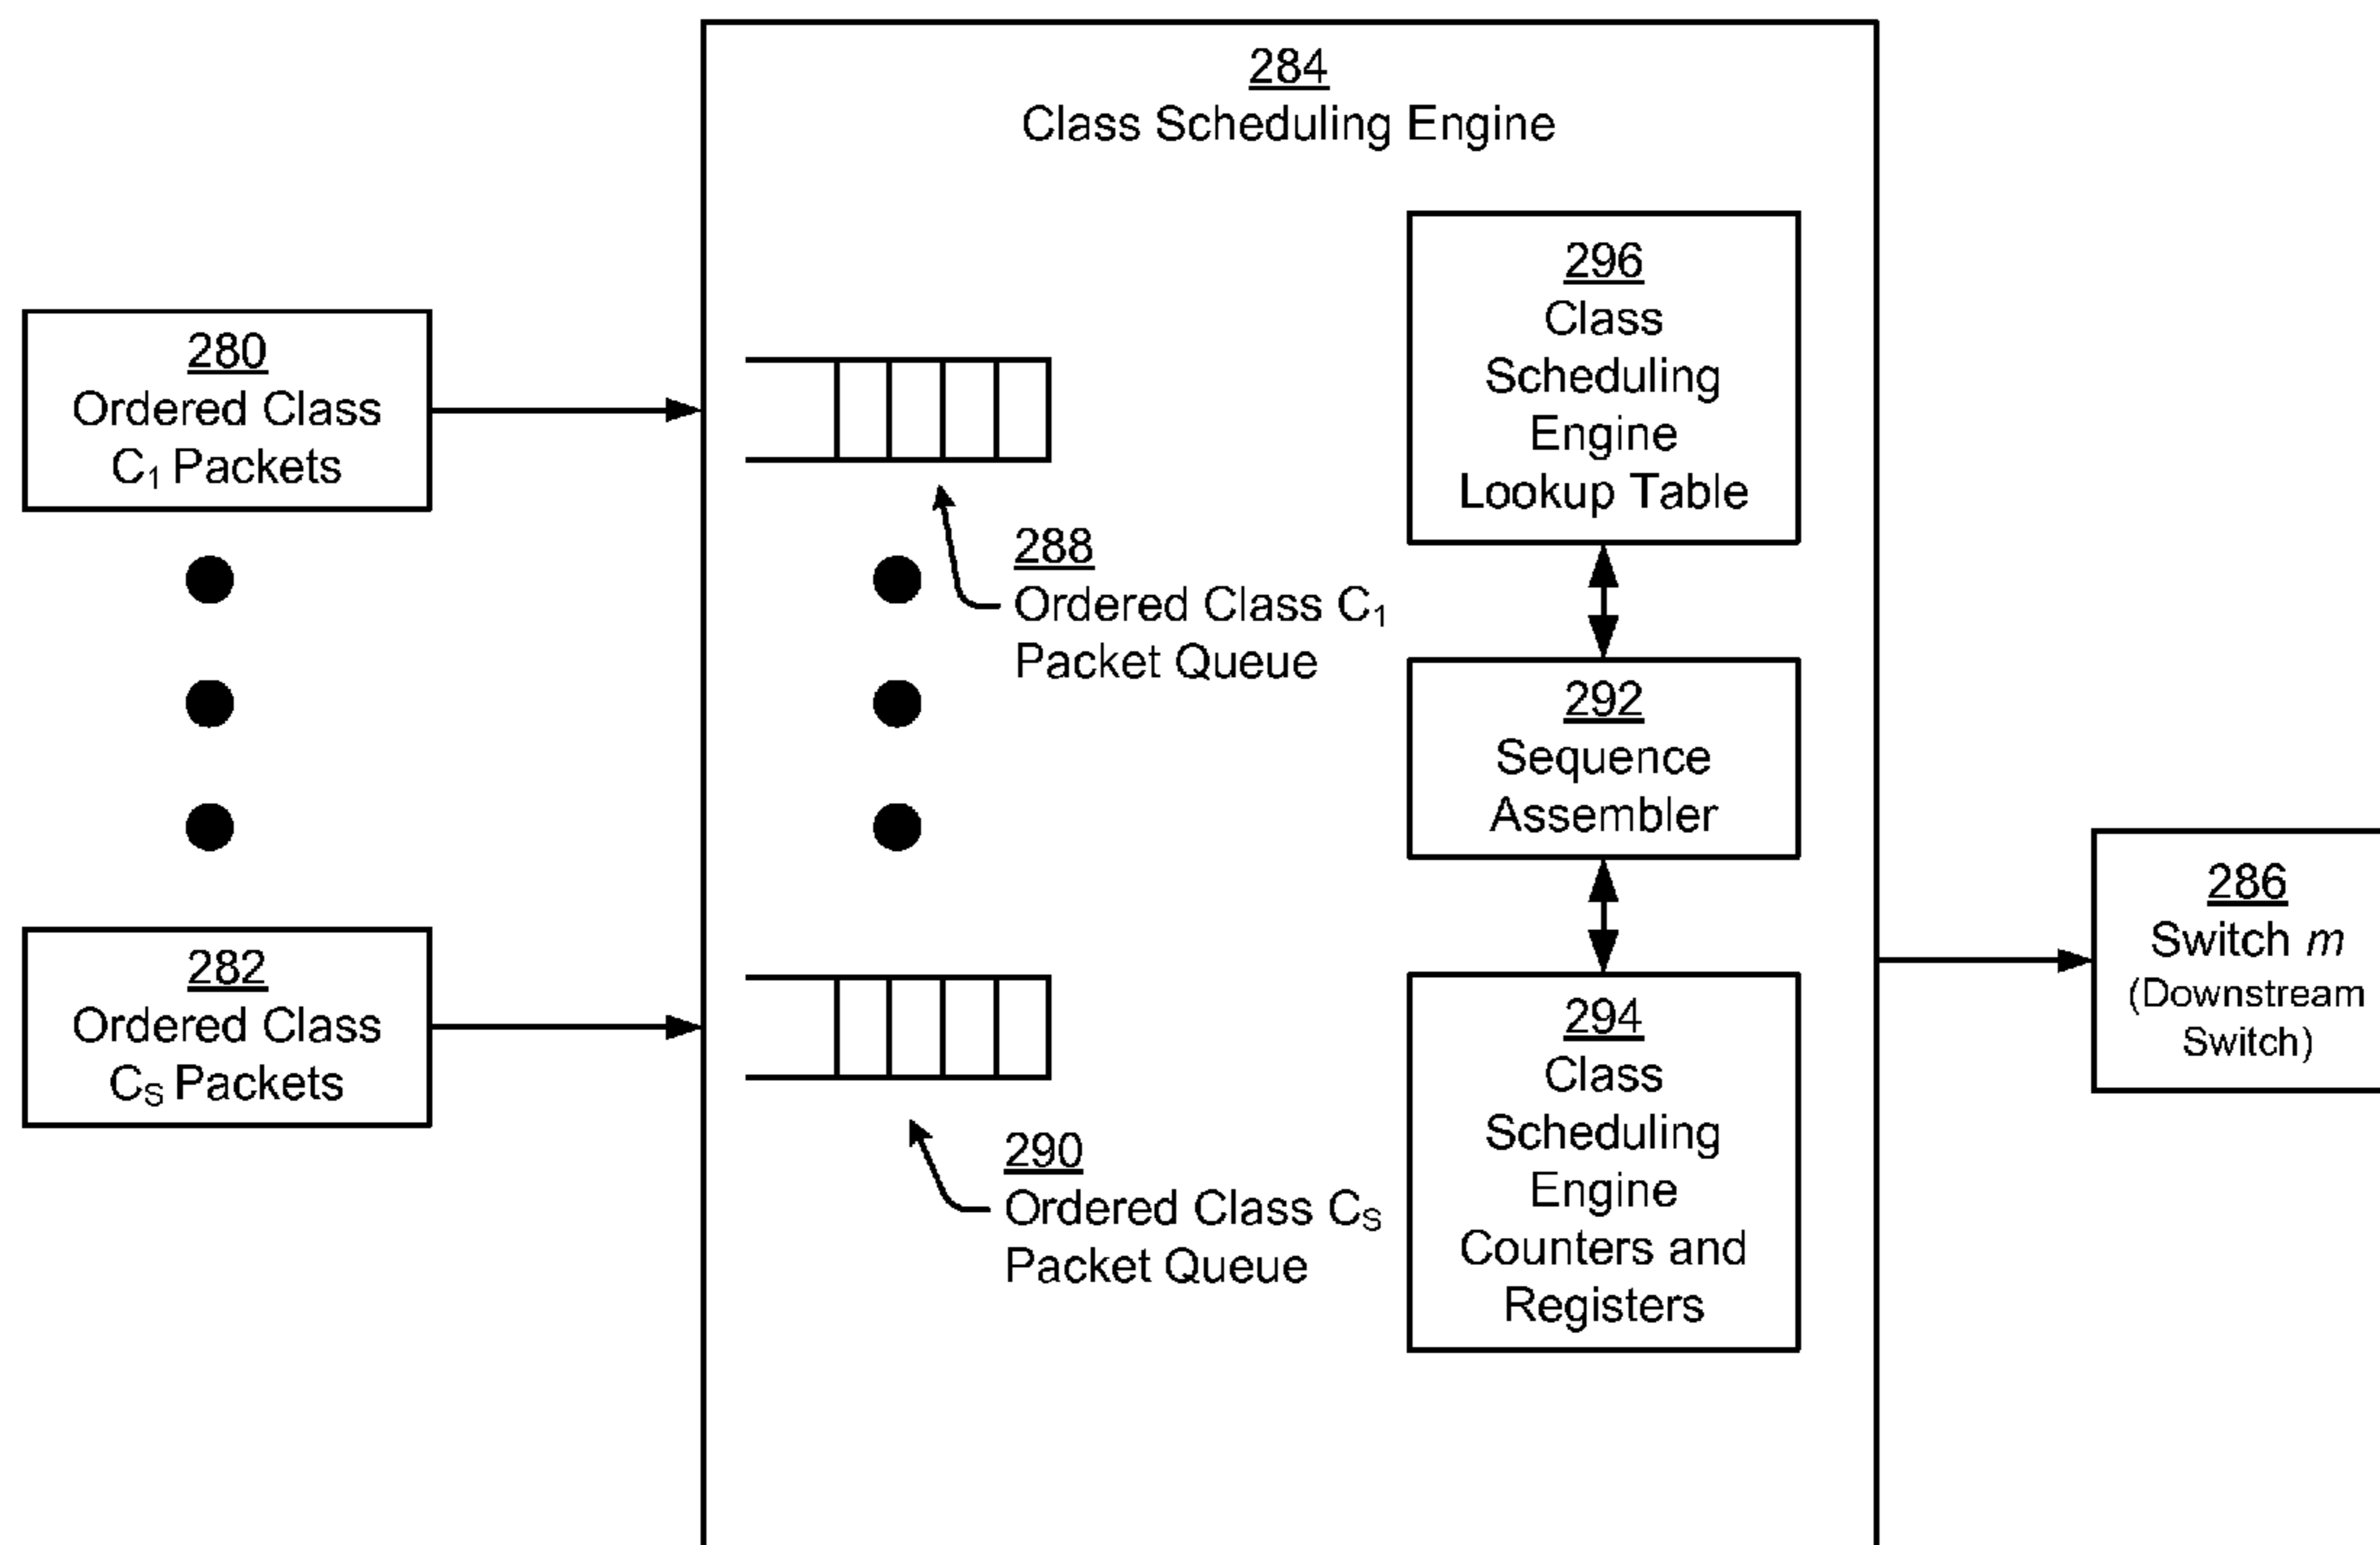 284
Class Scheduling Engine
280
Ordered Class
C₁ Packets
282
Ordered Class
Cₛ Packets
288
Ordered Class C₁
Packet Queue
290
Ordered Class Cₛ
Packet Queue
296
Class
Scheduling
Engine
Lookup Table
292
Sequence
Assembler
294
Class
Scheduling
Engine
Counters and
Registers
286
Switch m
(Downstream
Switch)